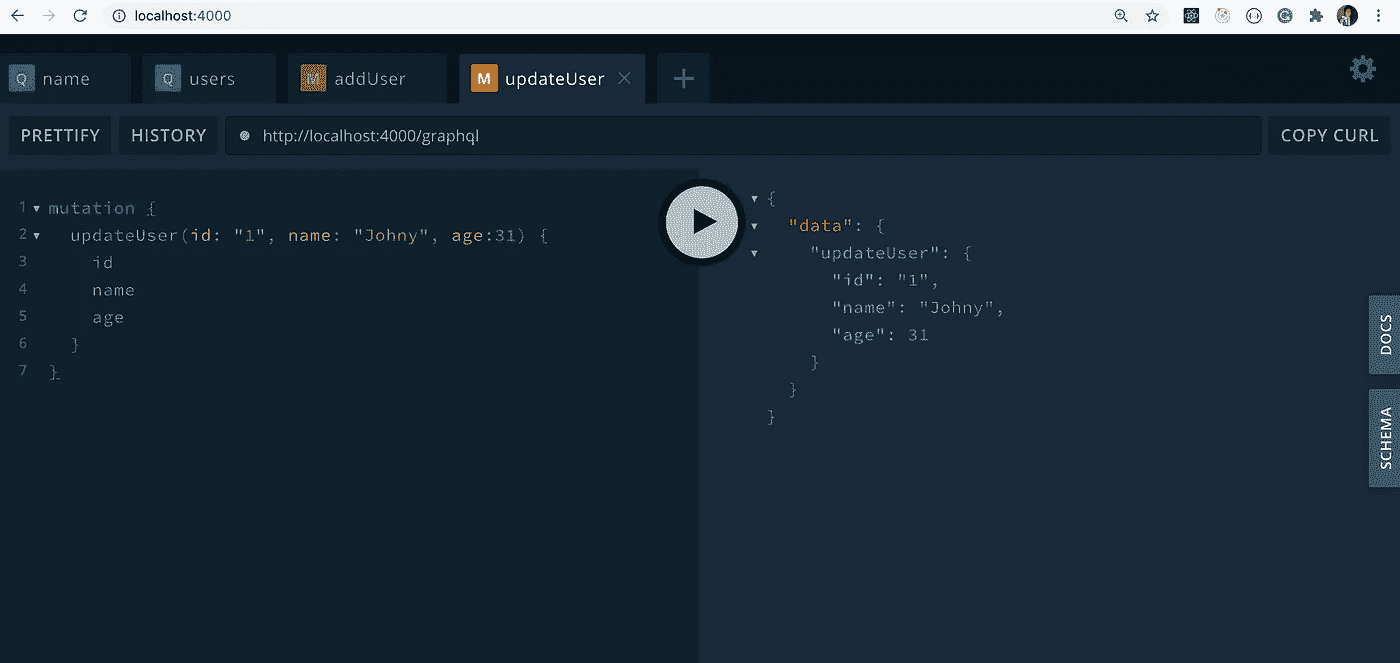 localhost:4000
Q name
Q users
M addUser
M updateUser
PRETTIFY
HISTORY
http://localhost:4000/graphql
COPY CURL
1 mutation {
2 updateUser(id: "1", name: "Johny", age:31) {
3 id
4 name
5 age
6 }
7 }
{
"data": {
"updateUser": {
"id": "1",
"name": "Johny",
"age": 31
}
}
}
DOCS
SCHEMA